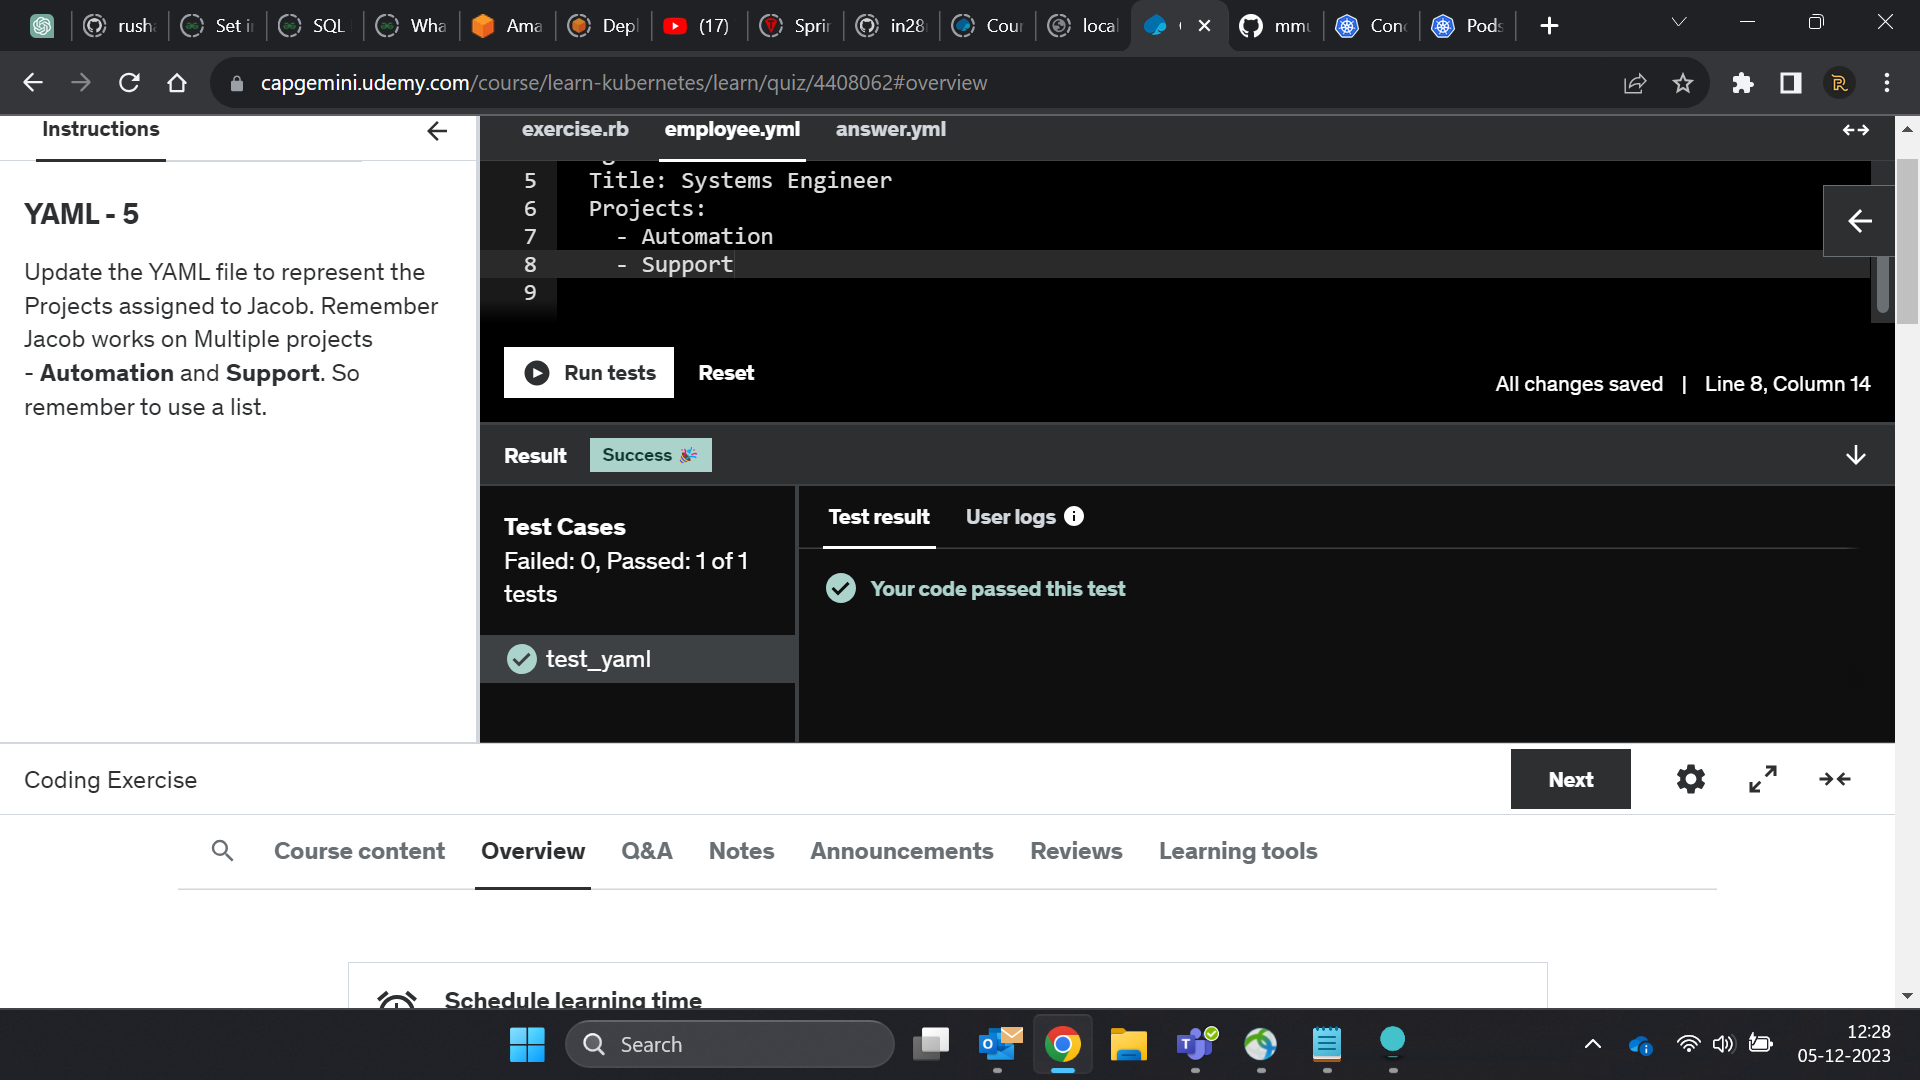 rusha
Set in
SQL
Wha
Ama
Depl
(17)
Sprin
in28
Cour
local
mmu
Conc
Pods
capgemini.udemy.com/course/learn-kubernetes/learn/quiz/4408062#overview
Instructions
exercise.rb
employee.yml
answer.yml
YAML - 5
Update the YAML file to represent the
Projects assigned to Jacob. Remember
Jacob works on Multiple projects
- Automation and Support. So
remember to use a list.
5 Title: Systems Engineer
6 Projects:
7 - Automation
8 - Support
9
Run tests
Reset
All changes saved | Line 8, Column 14
Result
Success
Test Cases
Failed: 0, Passed: 1 of 1
tests
test_yaml
Test result
User logs
Your code passed this test
Coding Exercise
Next
Course content
Overview
Q&A
Notes
Announcements
Reviews
Learning tools
Schedule learning time
Search
12:28
05-12-2023